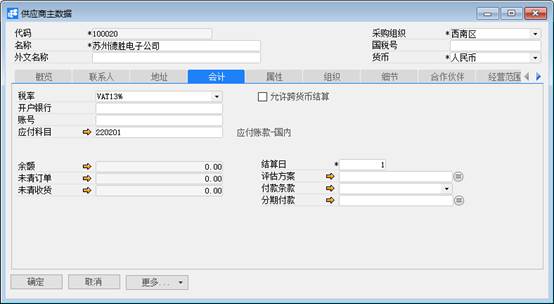 供应商主数据
代码 *100020 采购组织 *西南区
名称 *苏州德胜电子公司 国税号
外文名称 货币 *人民币
概览 联系人 地址 会计 属性 组织 细节 合作伙伴 经营范围
税率 VAT13% 允许跨货币结算
开户银行
账号
应付科目 220201 应付账款-国内
余额 0.00 结算日 * 1
未清订单 0.00 评估方案
未清收货 0.00 付款条款
分期付款
确定 取消 更多...